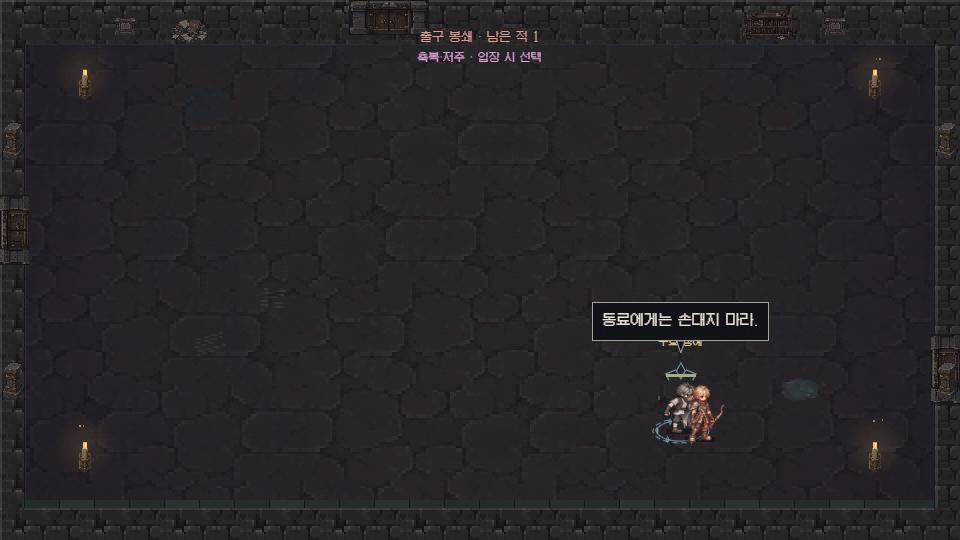 출구 봉쇄 · 남은 적 1
축복·저주 · 입장 시 선택
동료에게는 손대지 마라.